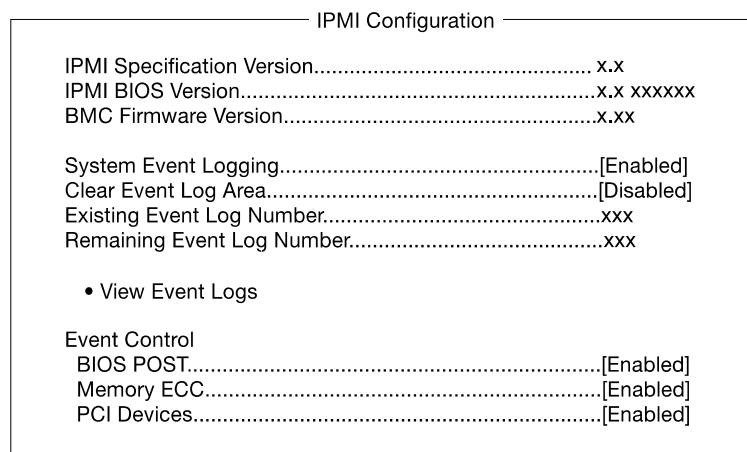 IPMI Configuration
IPMI Specification Version................................................ x.x
IPMI BIOS Version......................................................x.x xxxxxx
BMC Firmware Version......................................................x.xx
System Event Logging.......................................................[Enabled]
Clear Event Log Area.........................................................[Disabled]
Existing Event Log Number................................................xxx
Remaining Event Log Number............................................xxx
• View Event Logs
Event Control
BIOS POST.......................................................................[Enabled]
Memory ECC....................................................................[Enabled]
PCI Devices......................................................................[Enabled]